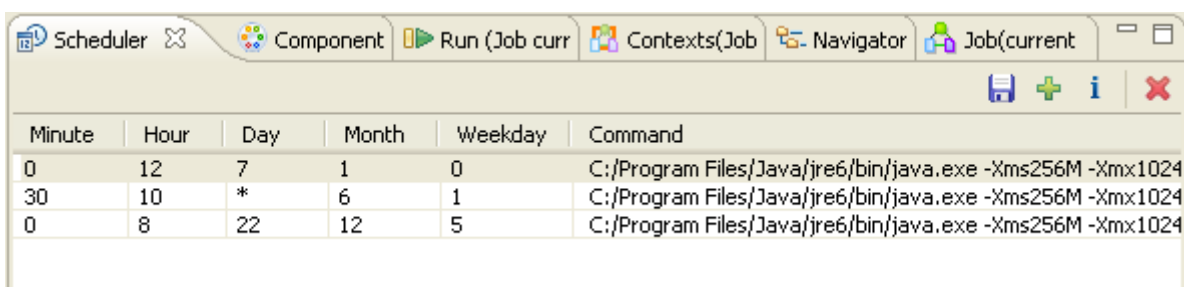 Scheduler Component Run (Job curr Contexts(Job Navigator Job(current
Minute Hour Day Month Weekday Command
0 12 7 1 0 C:/Program Files/Java/jre6/bin/java.exe -Xms256M -Xmx1024
30 10 * 6 1 C:/Program Files/Java/jre6/bin/java.exe -Xms256M -Xmx1024
0 8 22 12 5 C:/Program Files/Java/jre6/bin/java.exe -Xms256M -Xmx1024